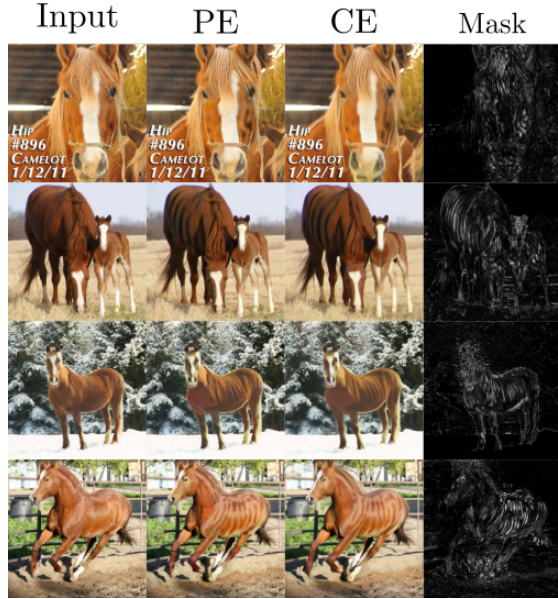 Input PE CE Mask
HIP HIP HIP
#896 #896 #896
CAMELOT CAMELOT CAMELOT
1/12/11 1/12/11 1/12/11